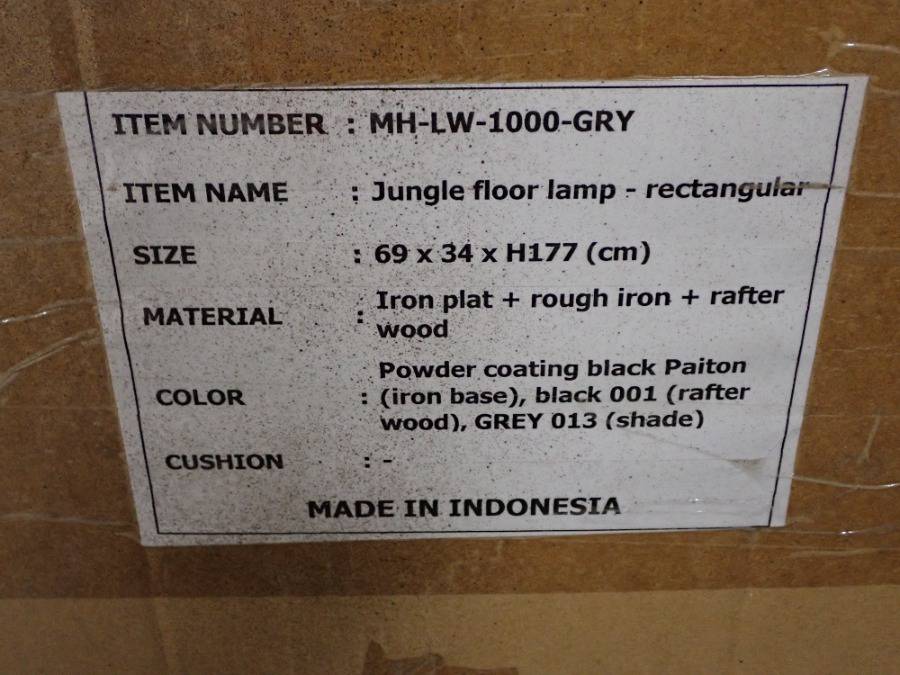 ITEM NUMBER : MH-LW-1000-GRY
ITEM NAME : Jungle floor lamp - rectangular
SIZE : 69 x 34 x H177 (cm)
MATERIAL : Iron plat + rough iron + rafter
wood
COLOR : Powder coating black Paiton
(iron base), black 001 (rafter
wood), GREY 013 (shade)
CUSHION : -
MADE IN INDONESIA